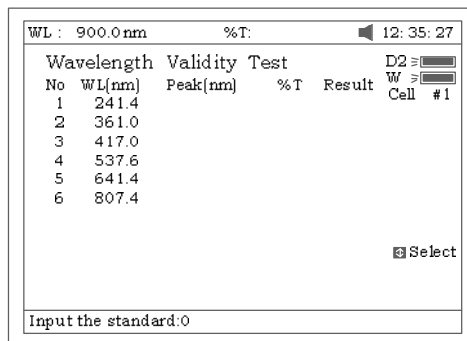 WL : 900.0 nm %T: 12: 35: 27
Wavelength Validity Test D2
No WL(nm) Peak(nm) %T Result W
1 241.4 Cell #1
2 361.0
3 417.0
4 537.6
5 641.4
6 807.4
Select
Input the standard:0